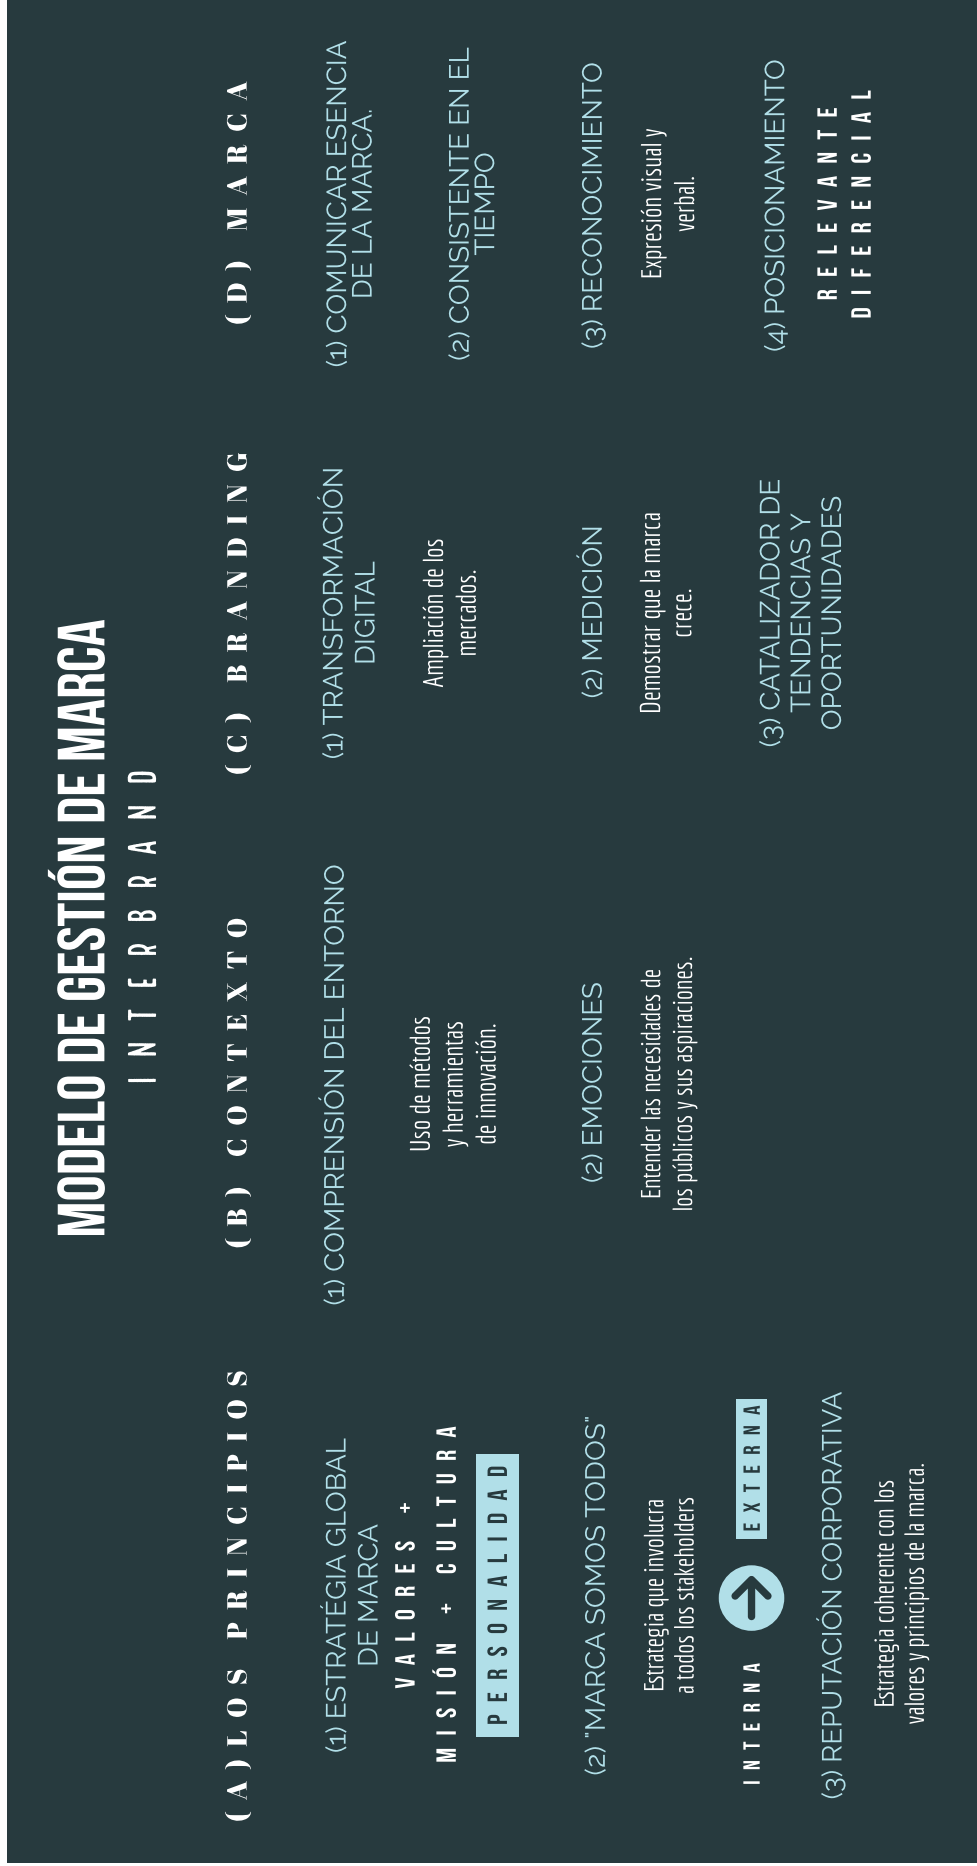 MODELO DE GESTIÓN DE MARCA
INTERBRAND
(A)LOS PRINCIPIOS
(1) ESTRATÉGIA GLOBAL
DE MARCA
VALORES +
MISIÓN + CULTURA
PERSONALIDAD
(2) "MARCA SOMOS TODOS"
Estrategia que involucra
a todos los stakeholders
INTERNA
EXTERNA
(3) REPUTACIÓN CORPORATIVA
Estrategia coherente con los
valores y principios de la marca.
(B) CONTEXTO
(1) COMPRENSIÓN DEL ENTORNO
Uso de métodos
y herramientas
de innovación.
(2) EMOCIONES
Entender las necesidades de
los públicos y sus aspiraciones.
(C) BRANDING
(1) TRANSFORMACIÓN
DIGITAL
Ampliación de los
mercados.
(2) MEDICIÓN
Demostrar que la marca
crece.
(3) CATALIZADOR DE
TENDENCIAS Y
OPORTUNIDADES
(D) MARCA
(1) COMUNICAR ESENCIA
DE LA MARCA.
(2) CONSISTENTE EN EL
TIEMPO
(3) RECONOCIMIENTO
Expresión visual y
verbal.
(4) POSICIONAMIENTO
RELEVANTE
DIFERENCIAL